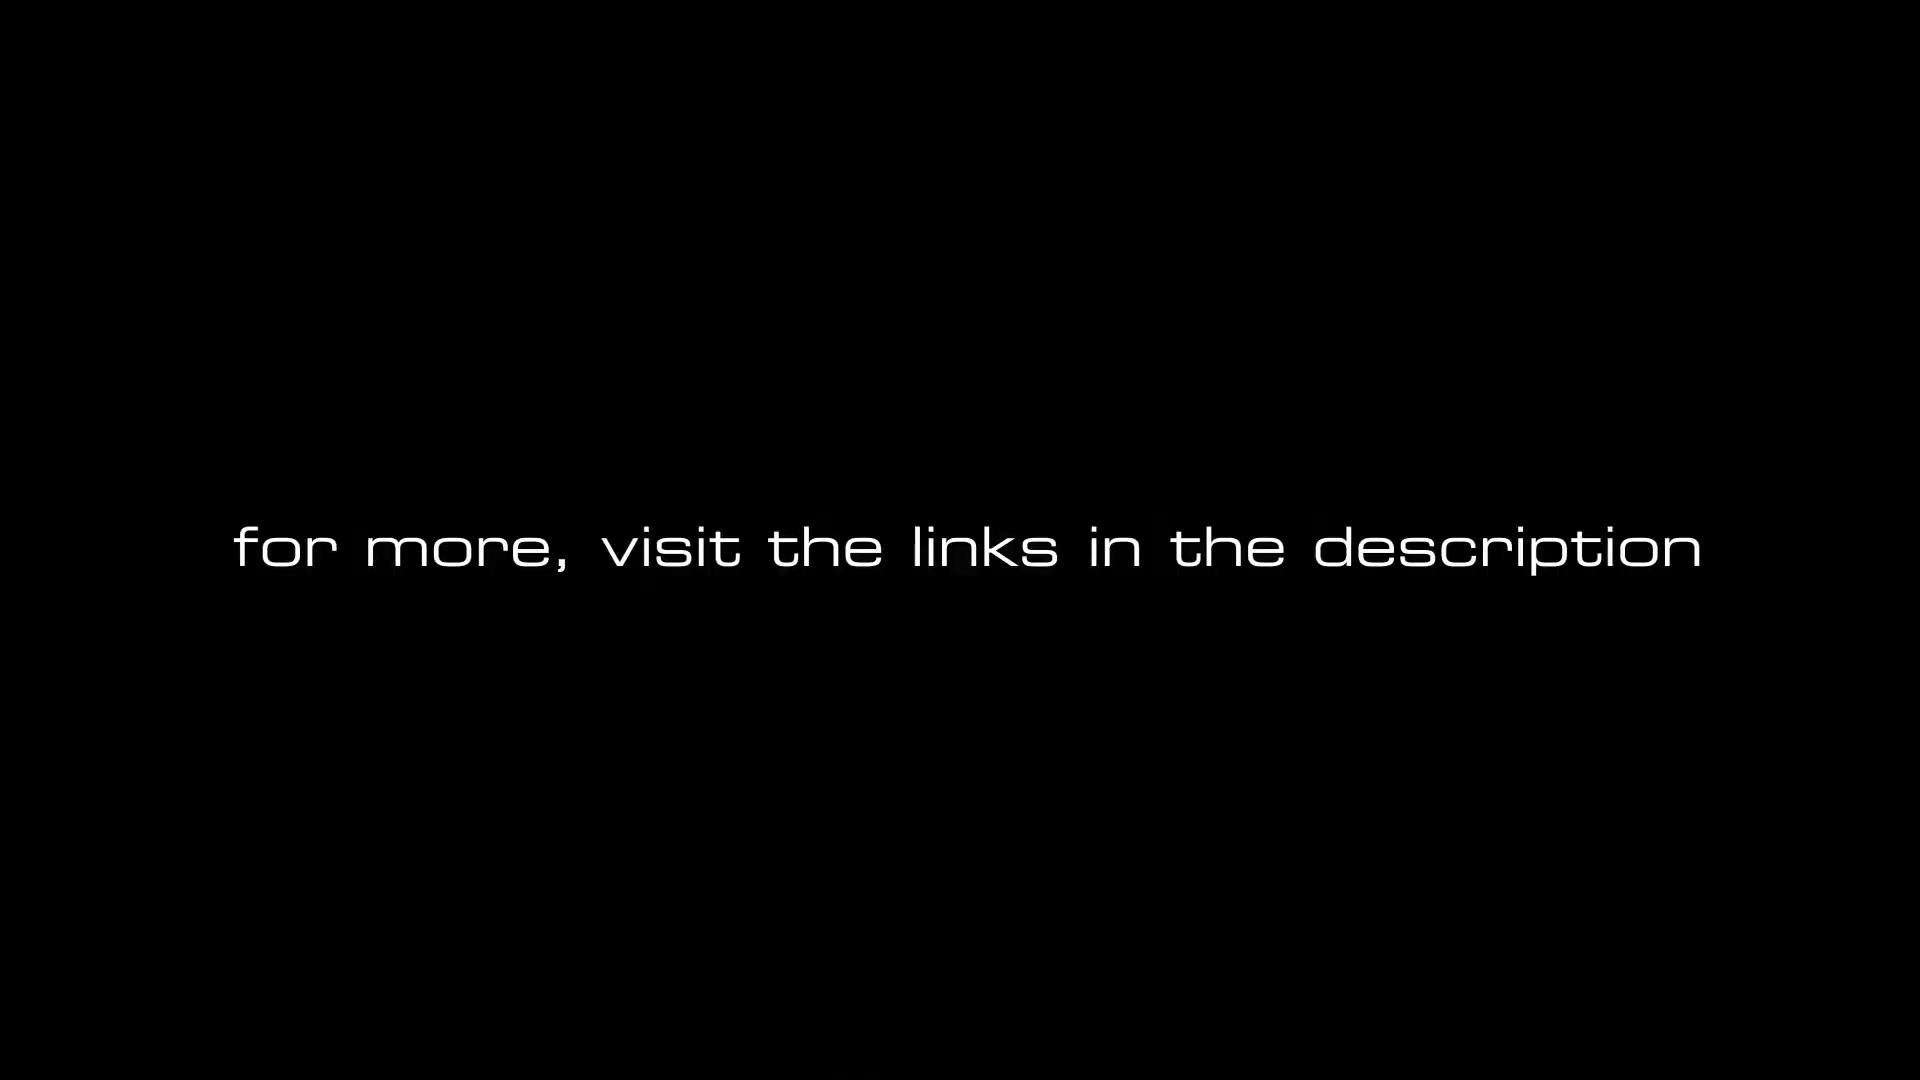 for more, visit the links in the description